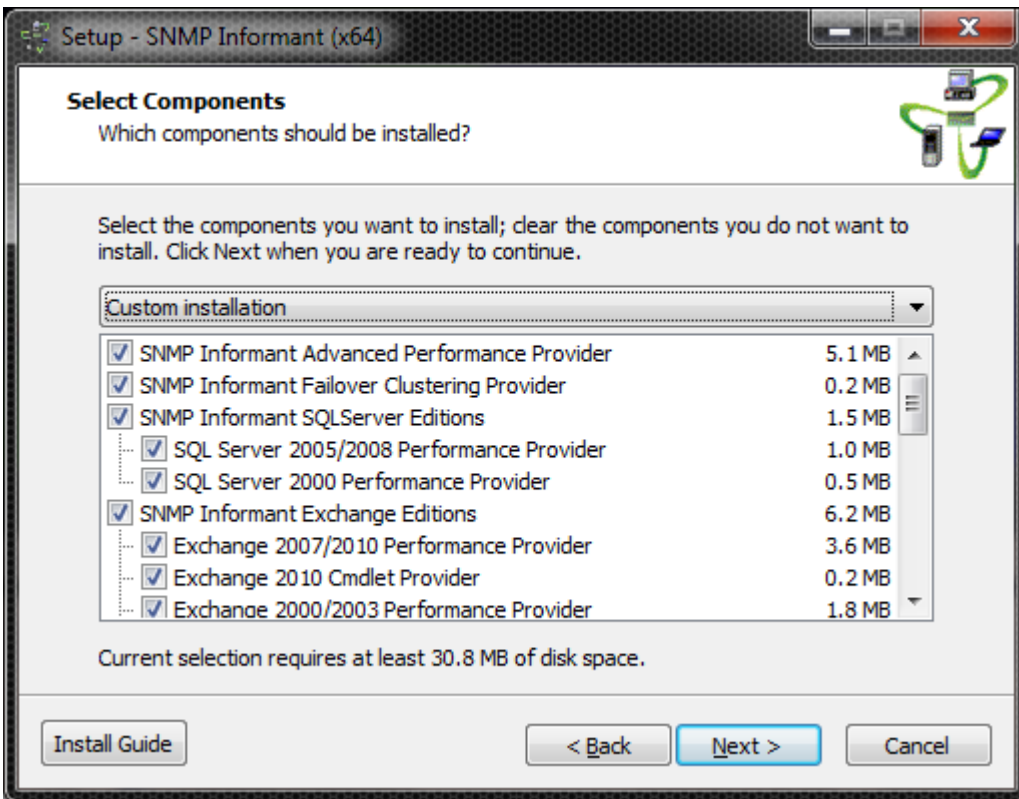 Setup - SNMP Informant (x64)
Select Components
Which components should be installed?
Select the components you want to install; clear the components you do not want to
install. Click Next when you are ready to continue.
Custom installation
SNMP Informant Advanced Performance Provider 5.1 MB
SNMP Informant Failover Clustering Provider 0.2 MB
SNMP Informant SQLServer Editions 1.5 MB
SQL Server 2005/2008 Performance Provider 1.0 MB
SQL Server 2000 Performance Provider 0.5 MB
SNMP Informant Exchange Editions 6.2 MB
Exchange 2007/2010 Performance Provider 3.6 MB
Exchange 2010 Cmdlet Provider 0.2 MB
Exchange 2000/2003 Performance Provider 1.8 MB
Current selection requires at least 30.8 MB of disk space.
Install Guide < Back Next > Cancel